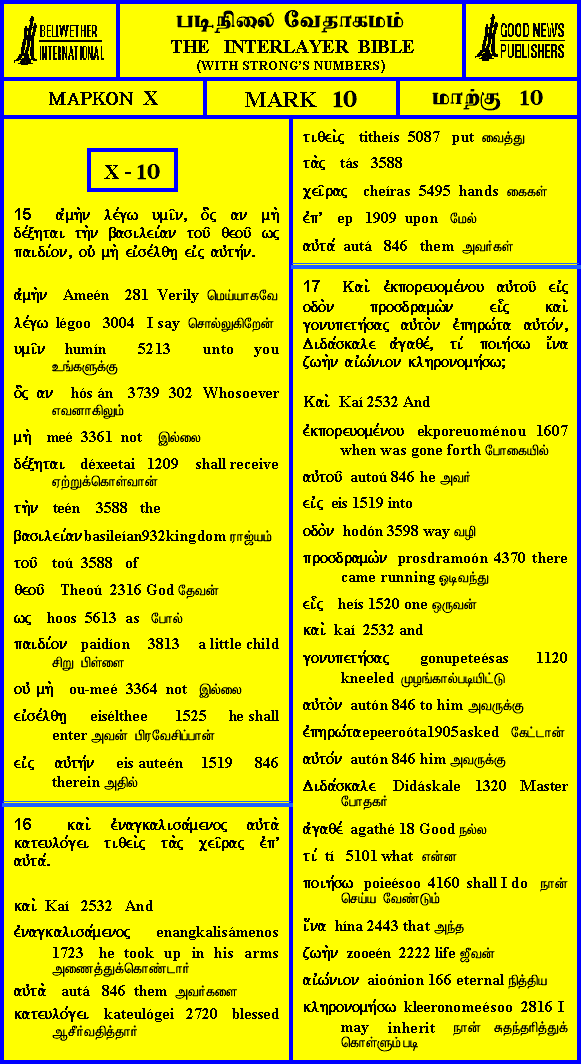 BELLWETHER
INTERNATIONAL
படிநிலை வேதாகமம்
THE INTERLAYER BIBLE
(WITH STRONG'S NUMBERS)
GOOD NEWS
PUBLISHERS
ΜΑΡΚΟΝ Χ
MARK 10
மாற்கு 10
X - 10
15 ἀμὴν λέγω υμῖν, ὃς αν μὴ
δέξηται τὴν βασιλείαν τοῦ θεοῦ ως
παιδίον, οὐ μὴ εἰσέλθῃ εἰς αὐτήν.
ἀμὴν Ameén 281 Verily மெய்யாகவே
λέγω légoo 3004 I say சொல்லுகிறேன்
υμῖν humín 5213 unto you
உங்களுக்கு
ὃς αν hós án 3739 302 Whosoever
எவனாகிலும்
μὴ meé 3361 not இல்லை
δέξηται déxeetai 1209 shall receive
ஏற்றுக்கொள்வான்
τὴν teén 3588 the
βασιλείαν basileían932kingdom ராஜ்யம்
τοῦ toú 3588 of
θεοῦ Theoú 2316 God தேவன்
ως hoos 5613 as போல்
παιδίον paidíon 3813 a little child
சிறு பிள்ளை
οὐ μὴ ou-meé 3364 not இல்லை
εἰσέλθῃ eisélthee 1525 he shall
enter அவன் பிரவேசிப்பான்
εἰς αὐτήν eis auteén 1519 846
therein அதில்
16 καὶ ἐναγκαλισάμενος αὐτὰ
κατευλόγει τιθεὶς τὰς χεῖρας ἐπ'
αὐτά.
καὶ Kaí 2532 And
ἐναγκαλισάμενος enangkalisámenos
1723 he took up in his arms
அணைத்துக்கொண்டார்
αὐτὰ autá 846 them அவர்களை
κατευλόγει kateulógei 2720 blessed
ஆசீர்வதித்தார்
τιθεὶς titheís 5087 put வைத்து
τὰς tás 3588
χεῖρας cheíras 5495 hands கைகள்
ἐπ' ep 1909 upon மேல்
αὐτά autá 846 them அவர்கள்
17 Καὶ ἐκπορευομένου αὐτοῦ εἰς
οδὸν προσδραμὼν εἷς καὶ
γονυπετήσας αὐτὸν ἐπηρώτα αυτόν,
Διδάσκαλε ἀγαθέ, τί ποιήσω ἵνα
ζωὴν αἰώνιον κληρονομήσω;
Καὶ Kaí 2532 And
ἐκπορευομένου ekporeuoménou 1607
when was gone forth போகையில்
αὐτοῦ autoú 846 he அவர்
εἰς eis 1519 into
οδὸν hodón 3598 way வழி
προσδραμὼν prosdramoón 4370 there
came running ஓடிவந்து
εἷς heís 1520 one ஒருவன்
καὶ kaí 2532 and
γονυπετήσας gonupeteésas 1120
kneeled முழங்கால்படியிட்டு
αὐτὸν autón 846 to him அவருக்கு
ἐπηρώτα epeeroóta1905asked கேட்டான்
αὐτόν autón 846 him அவருக்கு
Διδάσκαλε Didáskale 1320 Master
போதகர்
ἀγαθέ agathé 18 Good நல்ல
τί tí 5101 what என்ன
ποιήσω poieésoo 4160 shall I do நான்
செய்ய வேண்டும்
ἵνα hína 2443 that அந்த
ζωὴν zooeén 2222 life ஜீவன்
αἰώνιον aioónion 166 eternal நித்திய
κληρονομήσω kleeronomeésoo 2816 I
may inherit நான் சுதந்தரித்துக்
கொள்ளும்படி